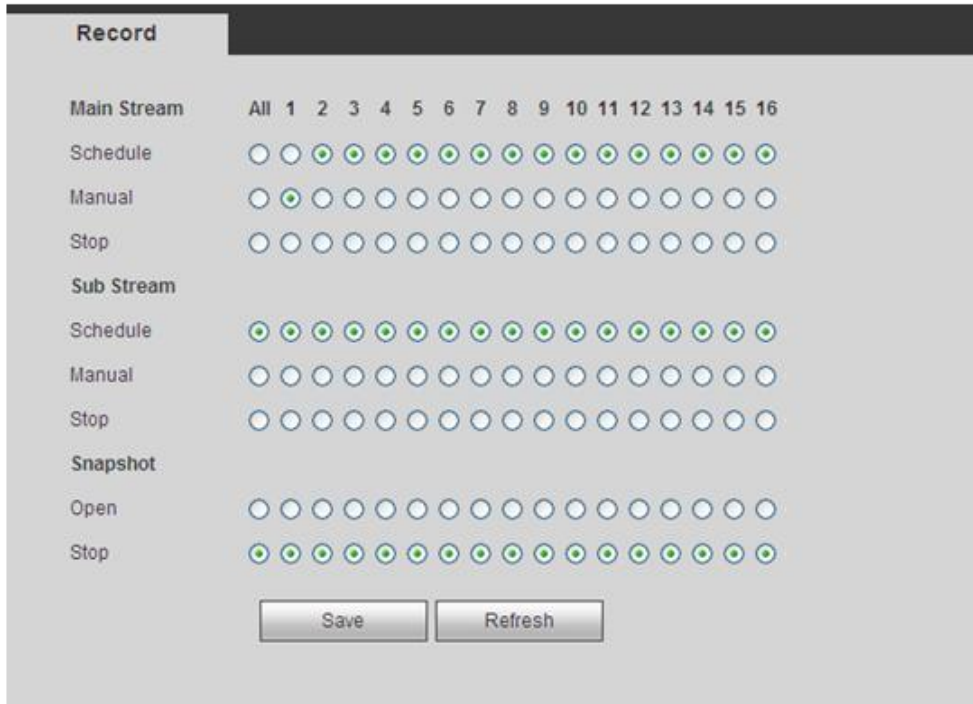 Record
Main Stream All 1 2 3 4 5 6 7 8 9 10 11 12 13 14 15 16
Schedule
Manual
Stop
Sub Stream
Schedule
Manual
Stop
Snapshot
Open
Stop
Save Refresh